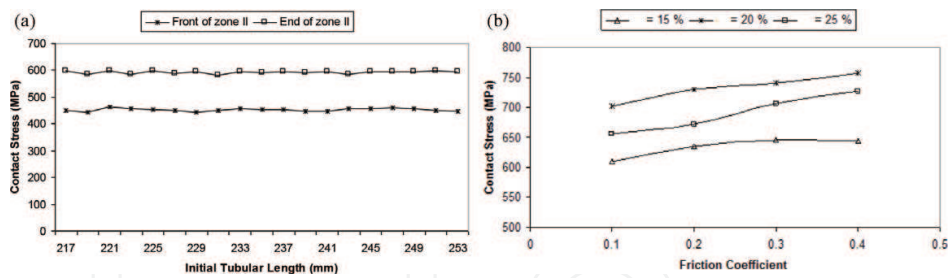 (a)
Front of zone II
End of zone II
Contact Stress (MPa)
700
600
500
400
300
200
100
0
217
221
225
229
233
237
241
245
249
253
Initial Tubular Length (mm)
(b)
= 15 %
= 20 %
= 25 %
Contact Stress (MPa)
800
750
700
650
600
550
500
0
0.1
0.2
0.3
0.4
0.5
Friction Coefficient